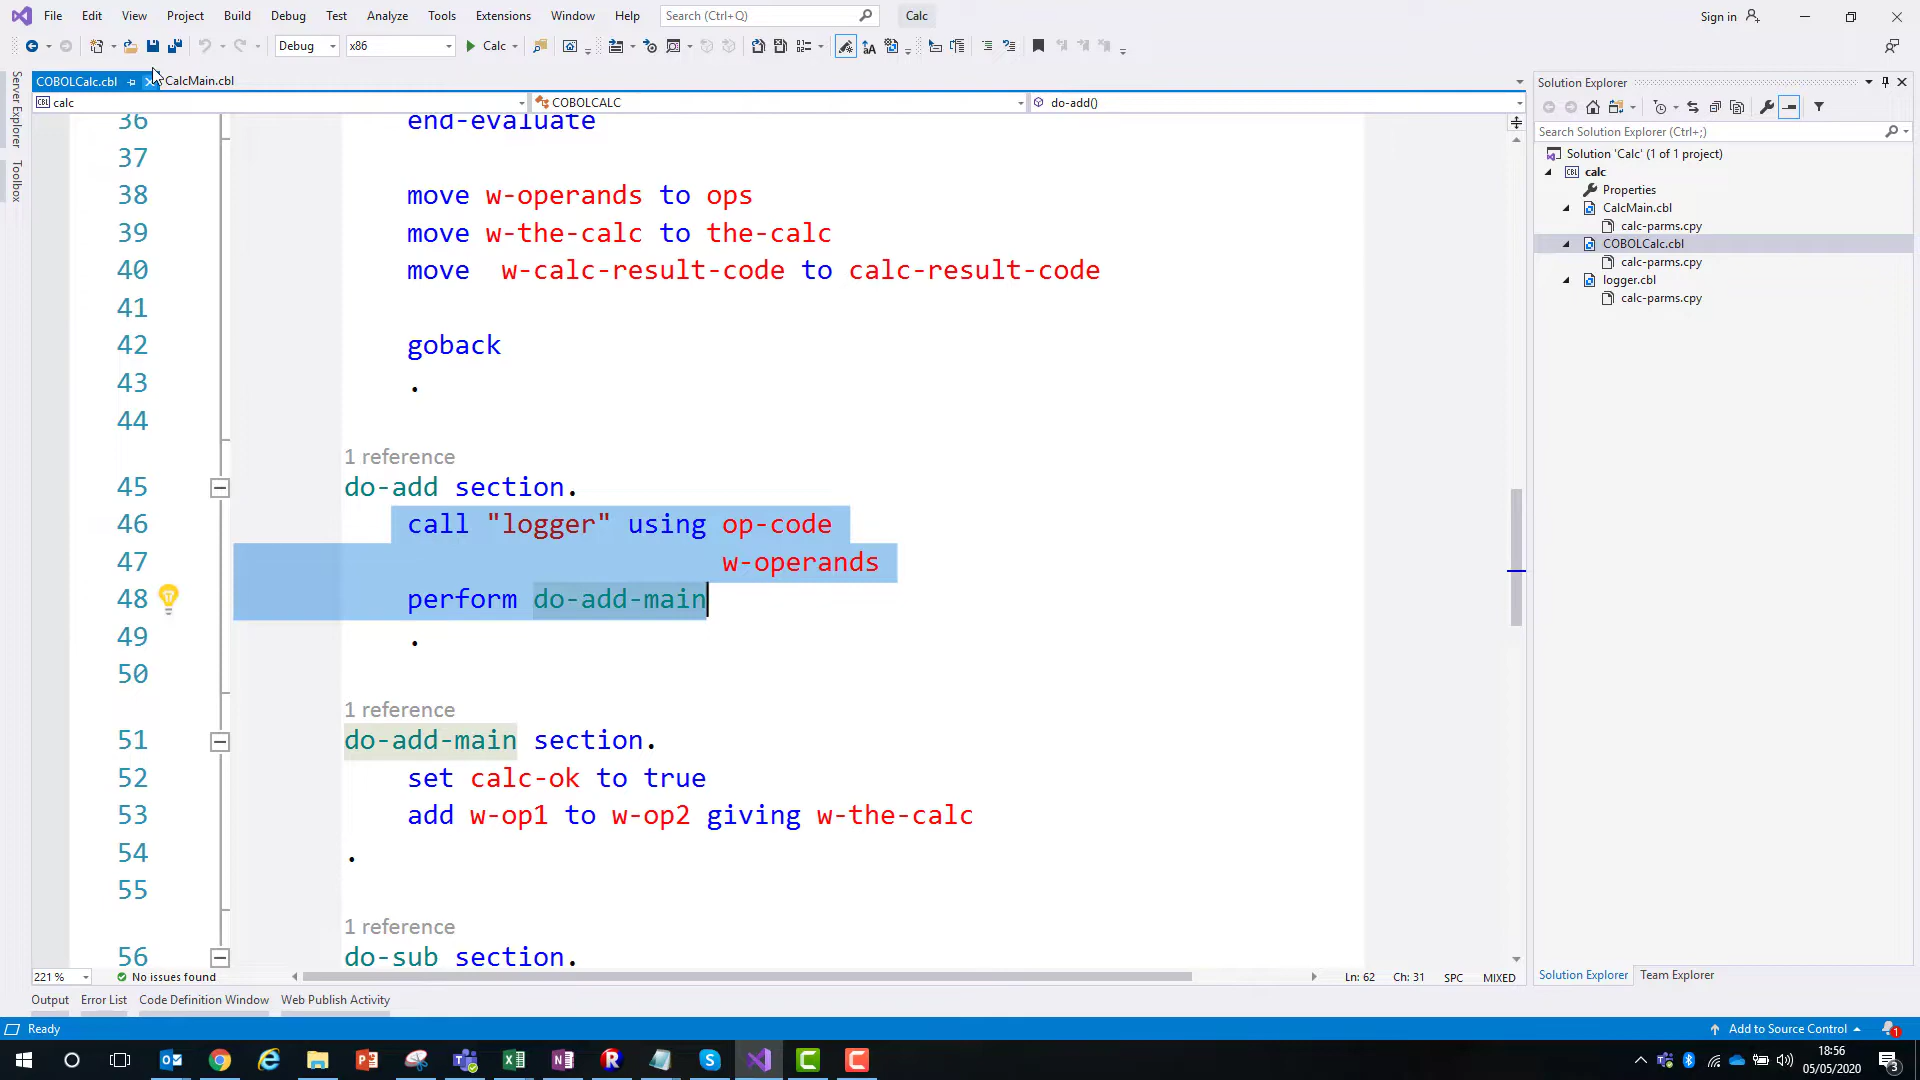 File Edit View Project Build Debug Test Analyze Tools Extensions Window Help Search (Ctrl+Q) Calc Sign in
Debug x86 Calc
Server Explorer
Toolbox
COBOLCalc.cbl CalcMain.cbl
calc COBOLCALC do-add()
36 end-evaluate
37
38 move w-operands to ops
39 move w-the-calc to the-calc
40 move  w-calc-result-code to calc-result-code
41
42 goback
43 .
44
1 reference
45 do-add section.
46 call "logger" using op-code
47 w-operands
48 perform do-add-main
49 .
50
1 reference
51 do-add-main section.
52 set calc-ok to true
53 add w-op1 to w-op2 giving w-the-calc
54 .
55
1 reference
56 do-sub section.
221 % No issues found Ln: 62 Ch: 31 SPC MIXED
Output Error List Code Definition Window Web Publish Activity
Solution Explorer
Search Solution Explorer (Ctrl+;)
Solution 'Calc' (1 of 1 project)
calc
Properties
CalcMain.cbl
calc-parms.cpy
COBOLCalc.cbl
calc-parms.cpy
logger.cbl
calc-parms.cpy
Solution Explorer Team Explorer
Ready Add to Source Control 1
18:56
05/05/2020
3